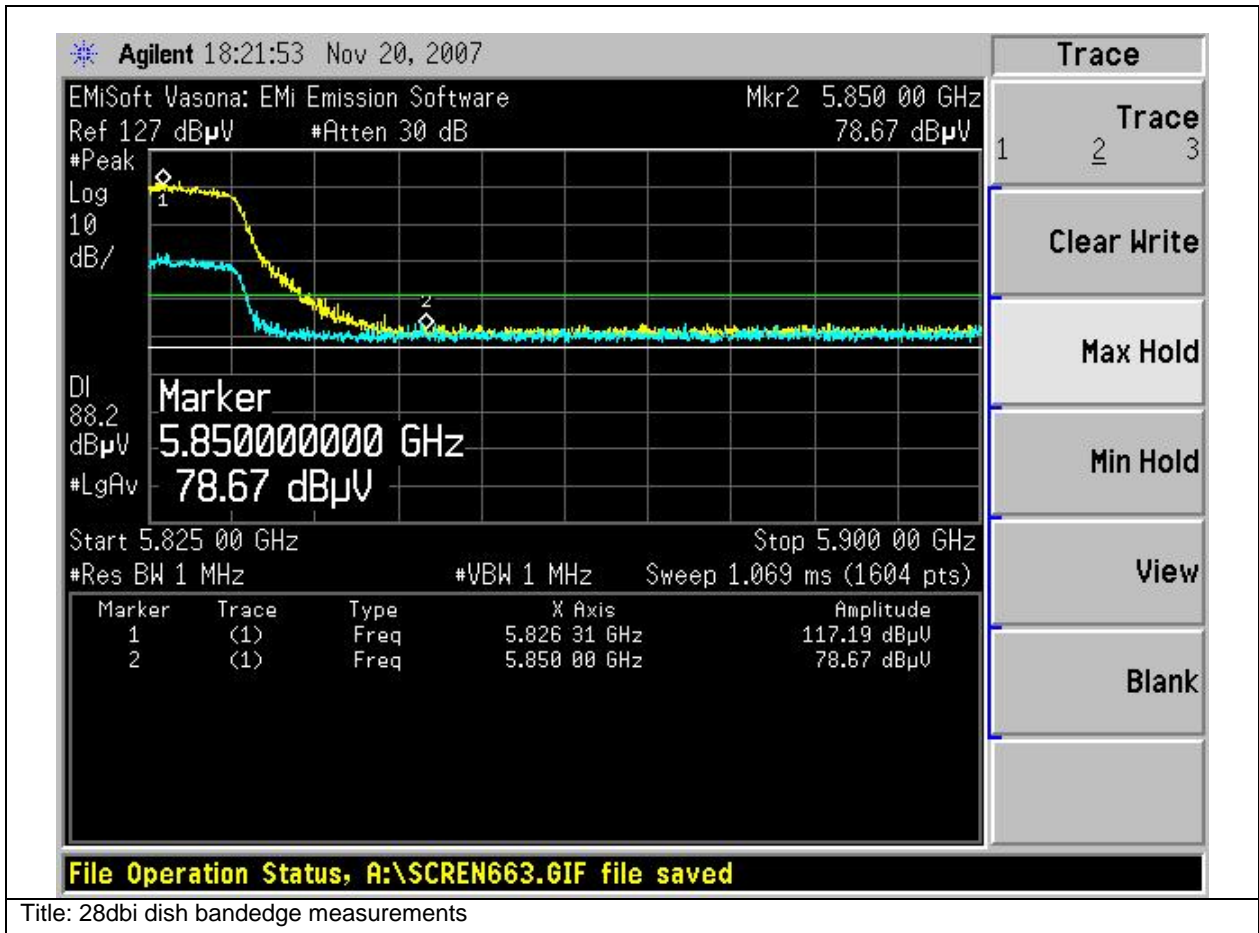 Agilent 18:21:53 Nov 20, 2007
Trace
EMiSoft Vasona: EMi Emission Software
Mkr2 5.850 00 GHz
Ref 127 dBµV #Atten 30 dB 78.67 dBµV
#Peak
Log
10
dB/
1
2
DI
88.2
dBµV
#LgAv
Marker
5.850000000 GHz
78.67 dBµV
Start 5.825 00 GHz Stop 5.900 00 GHz
#Res BW 1 MHz #VBW 1 MHz Sweep 1.069 ms (1604 pts)
Marker Trace Type X Axis Amplitude
1 (1) Freq 5.826 31 GHz 117.19 dBµV
2 (1) Freq 5.850 00 GHz 78.67 dBµV
Trace
1 2 3
Clear Write
Max Hold
Min Hold
View
Blank
File Operation Status, A:\SCREN663.GIF file saved
Title: 28dbi dish bandedge measurements